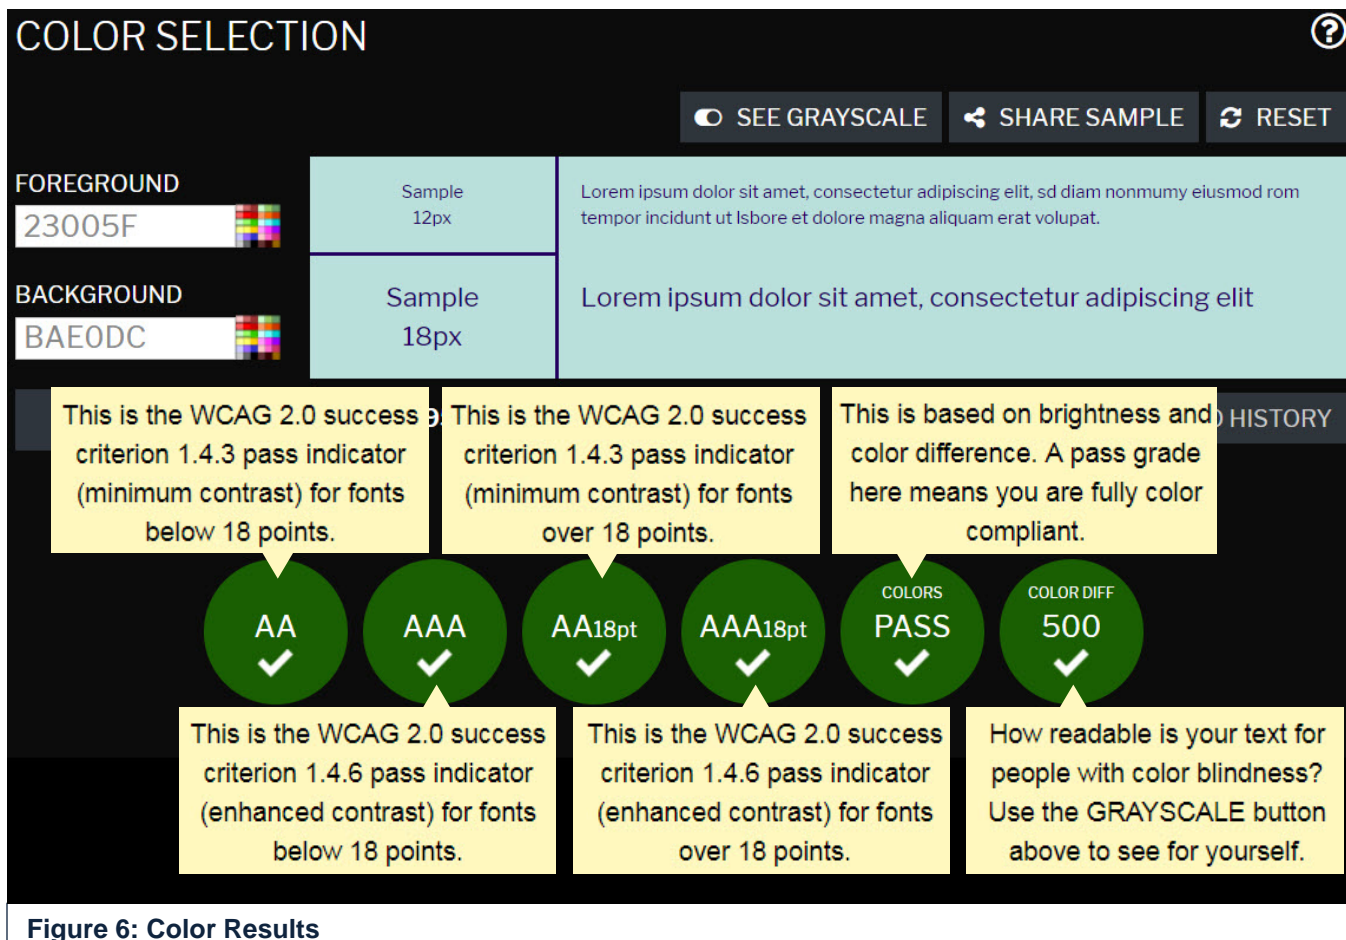 COLOR SELECTION
SEE GRAYSCALE
SHARE SAMPLE
RESET
FOREGROUND
23005F
BACKGROUND
BAE0DC
Sample
12px
Lorem ipsum dolor sit amet, consectetur adipiscing elit, sd diam nonmumy eiusmod rom
tempor incidunt ut lsbore et dolore magna aliquam erat volupat.
Sample
18px
Lorem ipsum dolor sit amet, consectetur adipiscing elit
HISTORY
This is the WCAG 2.0 success
criterion 1.4.3 pass indicator
(minimum contrast) for fonts
below 18 points.
This is the WCAG 2.0 success
criterion 1.4.3 pass indicator
(minimum contrast) for fonts
over 18 points.
This is based on brightness and
color difference. A pass grade
here means you are fully color
compliant.
AA
AAA
AA18pt
AAA18pt
COLORS
PASS
COLOR DIFF
500
This is the WCAG 2.0 success
criterion 1.4.6 pass indicator
(enhanced contrast) for fonts
below 18 points.
This is the WCAG 2.0 success
criterion 1.4.6 pass indicator
(enhanced contrast) for fonts
over 18 points.
How readable is your text for
people with color blindness?
Use the GRAYSCALE button
above to see for yourself.
Figure 6: Color Results